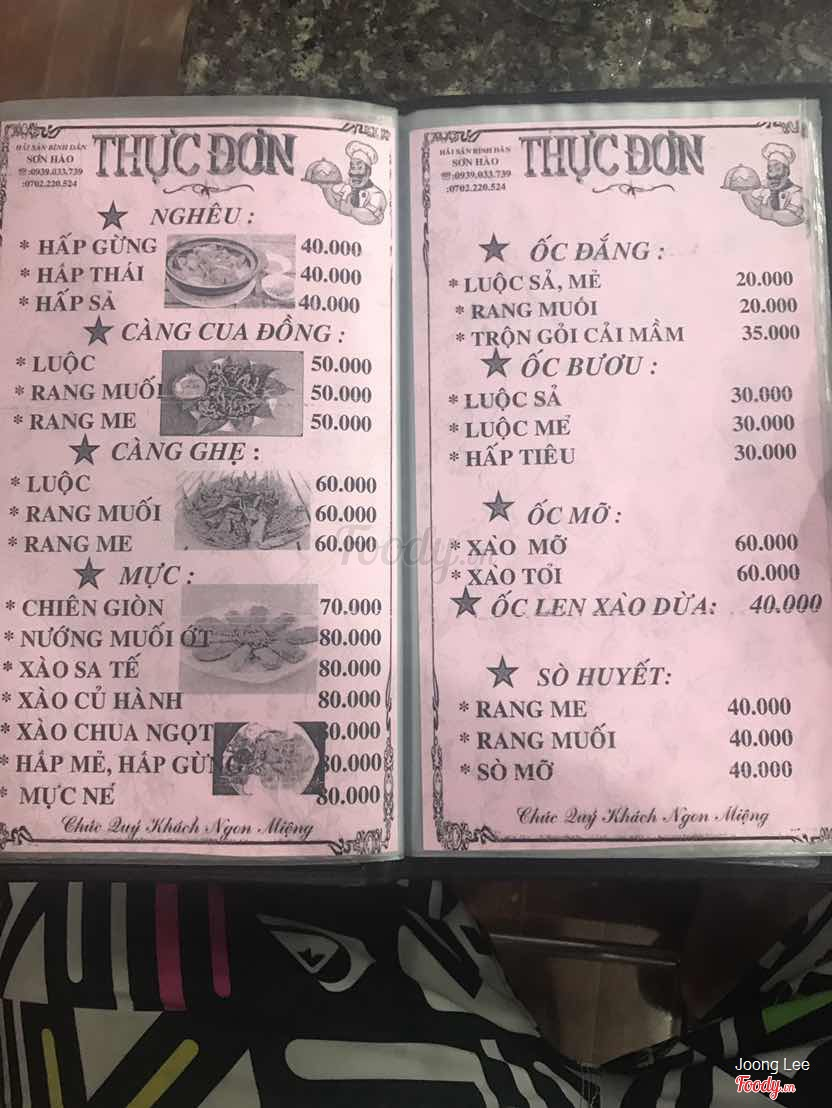 HẢI SẢN BÌNH DÂN
SƠN HÀO
☎:0939.033.739
:0702.220.524
THỰC ĐƠN
★ NGHÊU :
* HẤP GỪNG 40.000
* HẤP THÁI 40.000
* HẤP SẢ 40.000
★ CÀNG CUA ĐỒNG :
* LUỘC 50.000
* RANG MUỐI 50.000
* RANG ME 50.000
★ CÀNG GHẸ :
* LUỘC 60.000
* RANG MUỐI 60.000
* RANG ME 60.000
★ MỰC :
* CHIÊN GIÒN 70.000
* NƯỚNG MUỐI ỚT 80.000
* XÀO SA TẾ 80.000
* XÀO CỦ HÀNH 80.000
* XÀO CHUA NGỌT 80.000
* HẤP MẺ, HẤP GỪNG 80.000
* MỰC NÉ 80.000
Chúc Quý Khách Ngon Miệng
HẢI SẢN BÌNH DÂN
SƠN HÀO
☎:0939.033.739
:0702.220.524
THỰC ĐƠN
★ ỐC ĐẮNG :
* LUỘC SẢ, MẺ 20.000
* RANG MUỐI 20.000
* TRỘN GỎI CẢI MẦM 35.000
★ ỐC BƯƠU :
* LUỘC SẢ 30.000
* LUỘC MẺ 30.000
* HẤP TIÊU 30.000
★ ỐC MỠ :
* XÀO MỠ 60.000
* XÀO TỎI 60.000
★ ỐC LEN XÀO DỪA: 40.000
★ SÒ HUYẾT:
* RANG ME 40.000
* RANG MUỐI 40.000
* SÒ MỠ 40.000
Chúc Quý Khách Ngon Miệng
Foody.vn
Joong Lee
Foody.vn